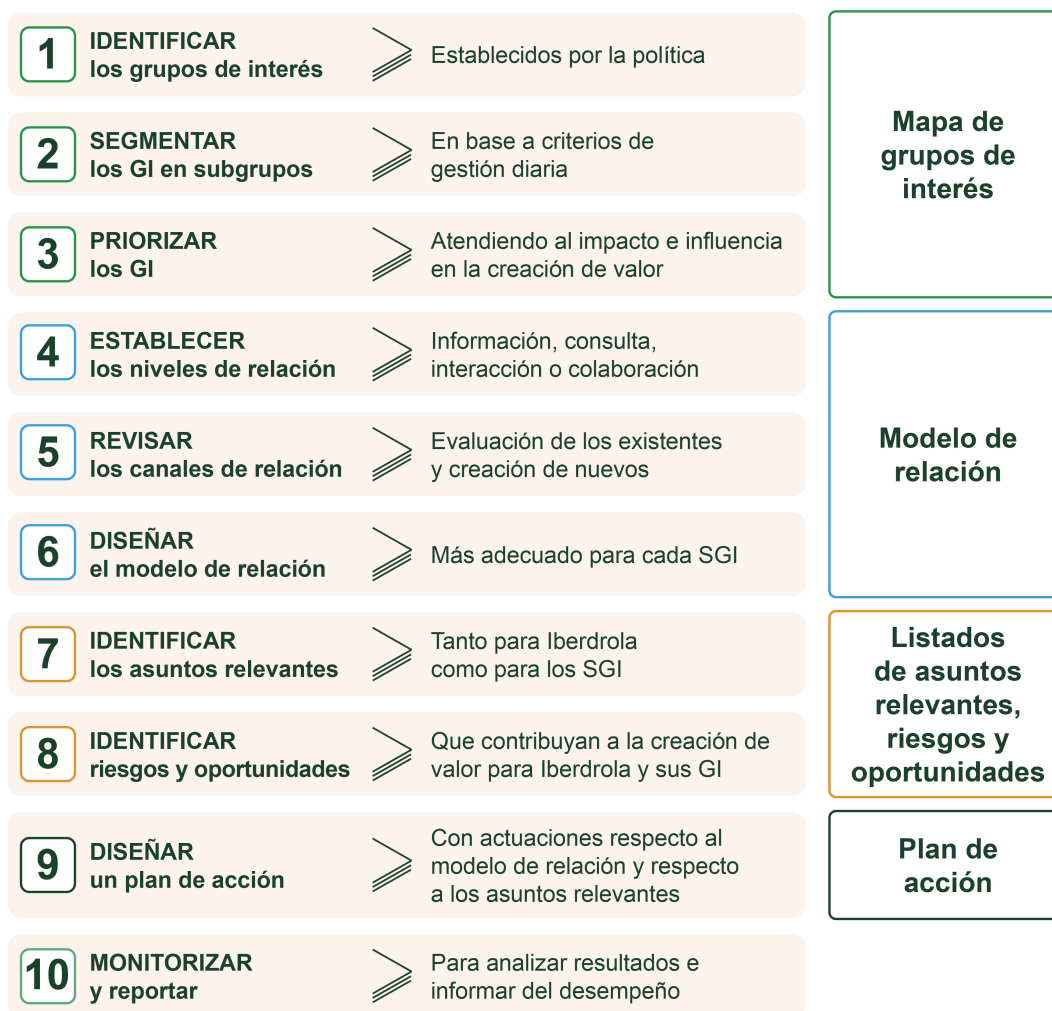 1
IDENTIFICAR
los grupos de interés
Establecidos por la política
2
SEGMENTAR
los GI en subgrupos
En base a criterios de
gestión diaria
3
PRIORIZAR
los GI
Atendiendo al impacto e influencia
en la creación de valor
Mapa de
grupos de
interés
4
ESTABLECER
los niveles de relación
Información, consulta,
interacción o colaboración
5
REVISAR
los canales de relación
Evaluación de los existentes
y creación de nuevos
6
DISEÑAR
el modelo de relación
Más adecuado para cada SGI
Modelo de
relación
7
IDENTIFICAR
los asuntos relevantes
Tanto para Iberdrola
como para los SGI
8
IDENTIFICAR
riesgos y oportunidades
Que contribuyan a la creación de
valor para Iberdrola y sus GI
Listados
de asuntos
relevantes,
riesgos y
oportunidades
9
DISEÑAR
un plan de acción
Con actuaciones respecto al
modelo de relación y respecto
a los asuntos relevantes
Plan de
acción
10
MONITORIZAR
y reportar
Para analizar resultados e
informar del desempeño